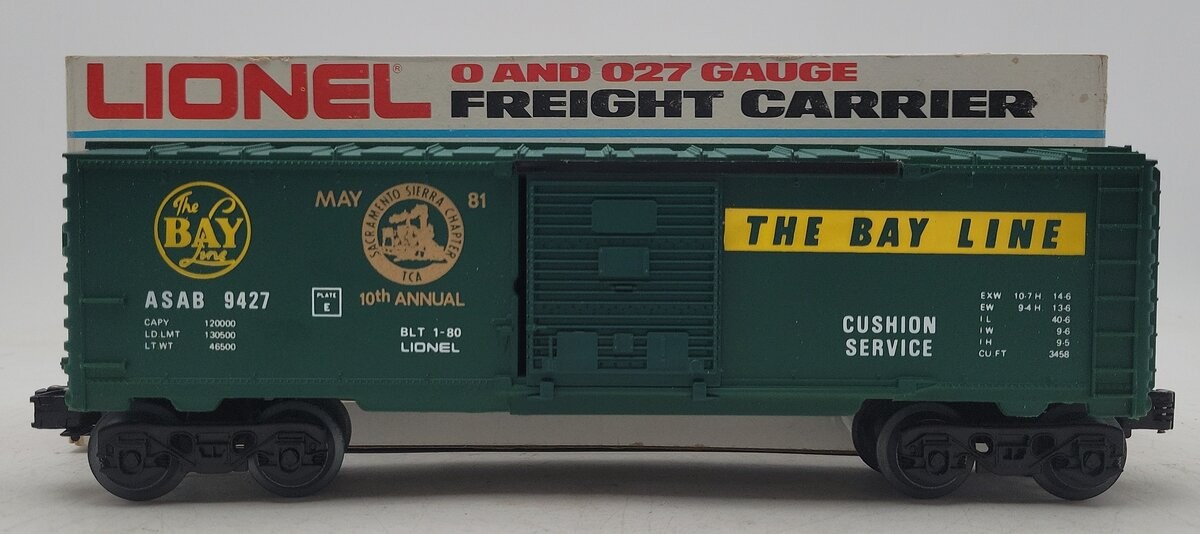 LIONEL®
O AND O27 GAUGE
FREIGHT CARRIER
The
BAY
Line
MAY 81
SACRAMENTO SIERRA CHAPTER
TCA
10th ANNUAL
ASAB 9427
PLATE
E
CAPY 120000
LD LMT 130500
LT WT 46500
BLT 1-80
LIONEL
THE BAY LINE
CUSHION
SERVICE
EXW 10-7 H 14-6
EW 9-4 H 13-6
IL 40-6
IW 9-6
IH 9-5
CU FT 3458